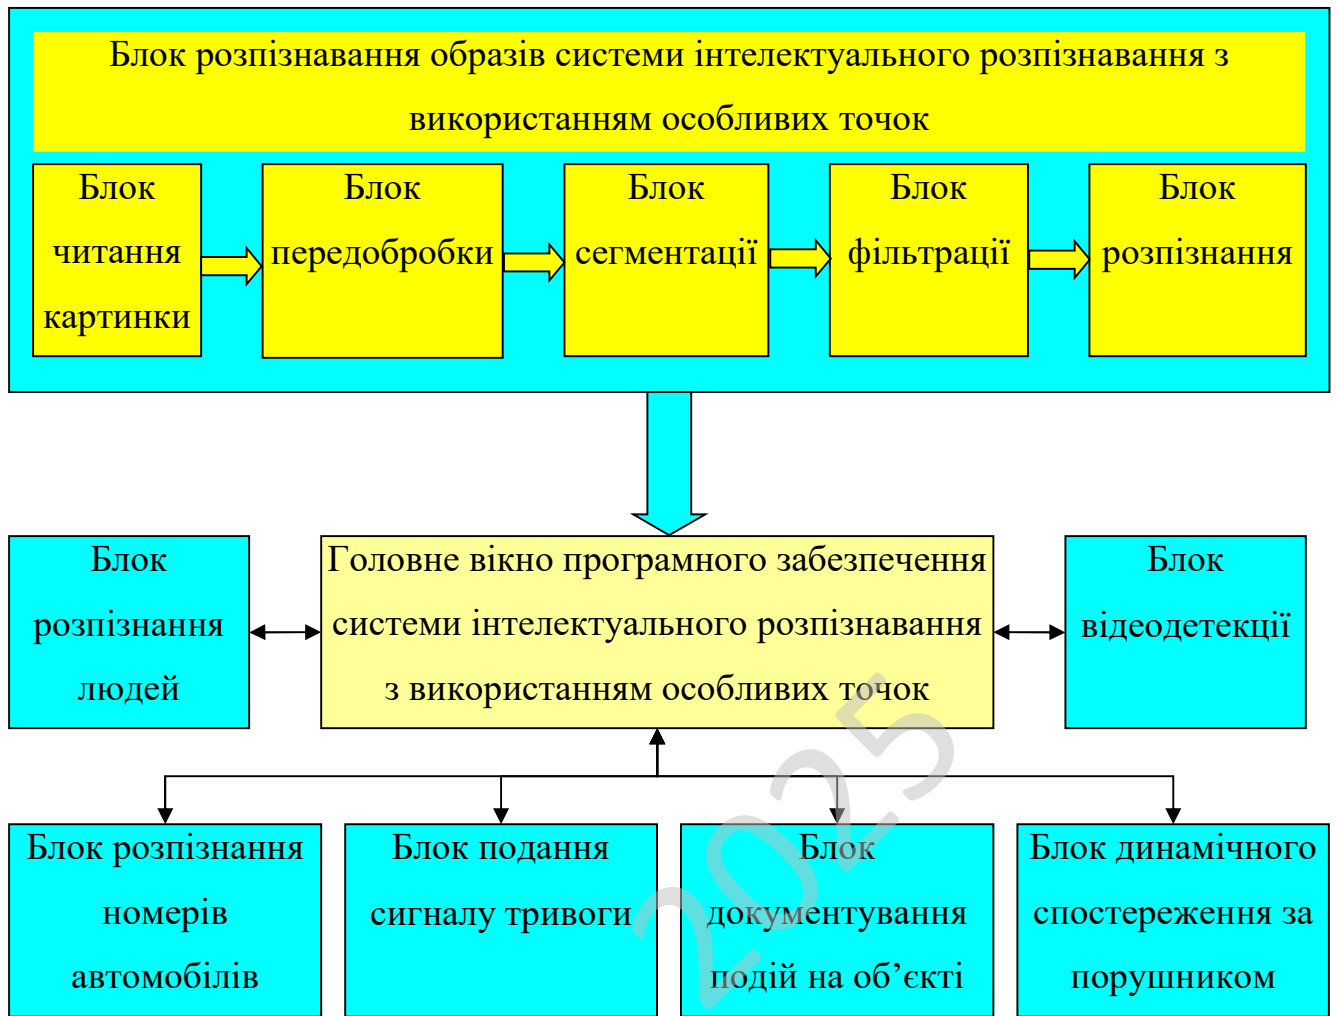 Блок розпізнавання образів системи інтелектуального розпізнавання з
використанням особливих точок
Блок
читання
картинки
Блок
передобробки
Блок
сегментації
Блок
фільтрації
Блок
розпізнання
Блок
розпізнання
людей
Головне вікно програмного забезпечення
системи інтелектуального розпізнавання
з використанням особливих точок
Блок
відеодетекції
Блок розпізнання
номерів
автомобілів
Блок подання
сигналу тривоги
Блок
документування
подій на об’єкті
Блок динамічного
спостереження за
порушником
2025